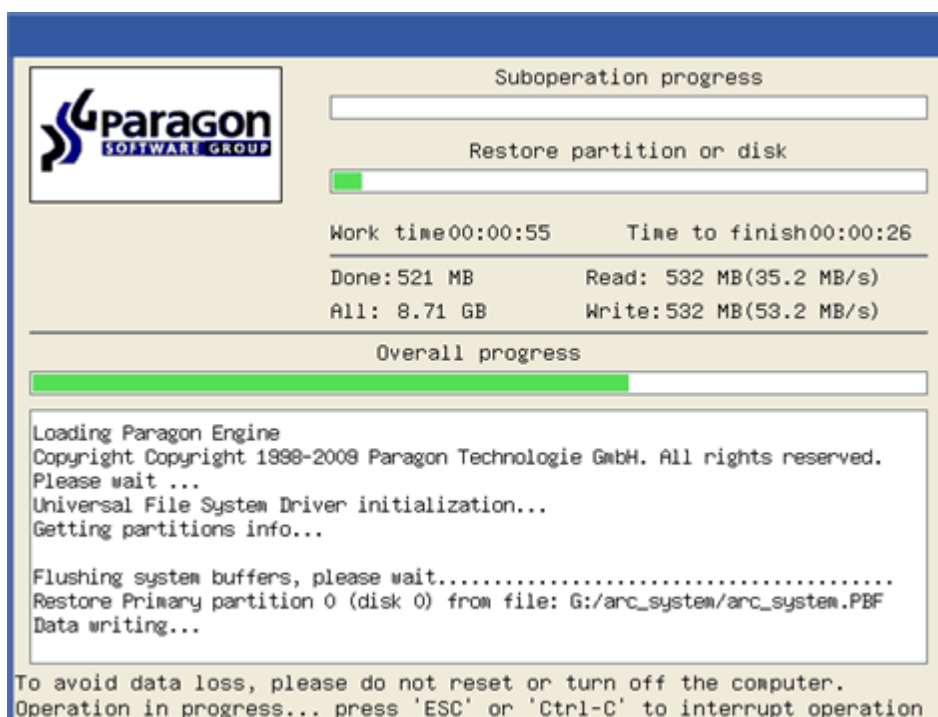 Paragon
SOFTWARE GROUP
Suboperation progress
Restore partition or disk
Work time00:00:55 Time to finish00:00:26
Done:521 MB Read: 532 MB(35.2 MB/s)
All: 8.71 GB Write:532 MB(53.2 MB/s)
Overall progress
Loading Paragon Engine
Copyright Copyright 1998-2009 Paragon Technologie GmbH. All rights reserved.
Please wait ...
Universal File System Driver initialization...
Getting partitions info...
Flushing system buffers, please wait.......................................
Restore Primary partition 0 (disk 0) from file: G:/arc_system/arc_system.PBF
Data writing...
To avoid data loss, please do not reset or turn off the computer.
Operation in progress... press 'ESC' or 'Ctrl-C' to interrupt operation